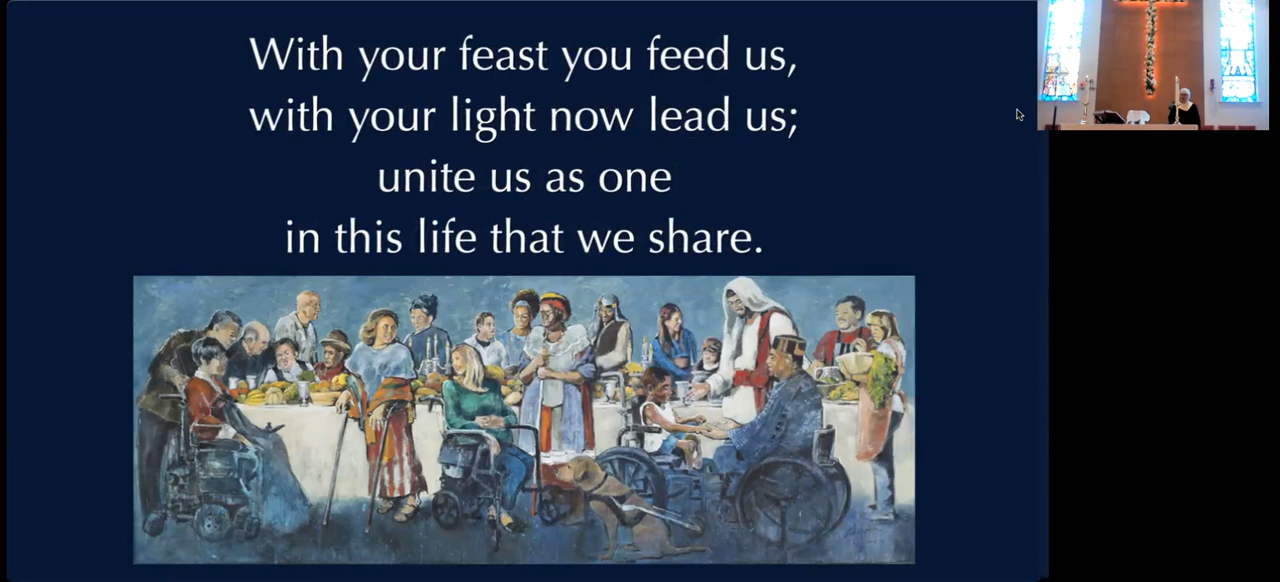 With your feast you feed us,
with your light now lead us;
unite us as one
in this life that we share.